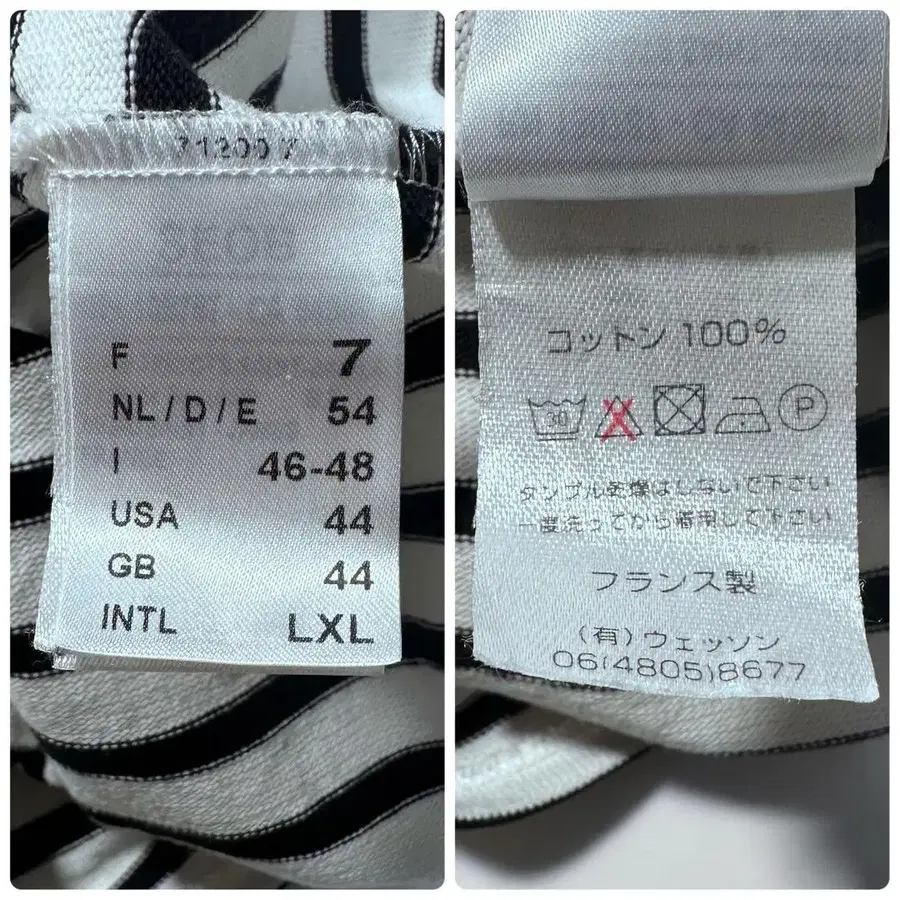 71200 7
F 7
NL / D / E 54
I 46-48
USA 44
GB 44
INTL LXL
コットン 100%
30 P
タンブル乾燥はしないで下さい
一度洗ってから着用して下さい
フランス製
(有) ウェッソン
06(4805)8677